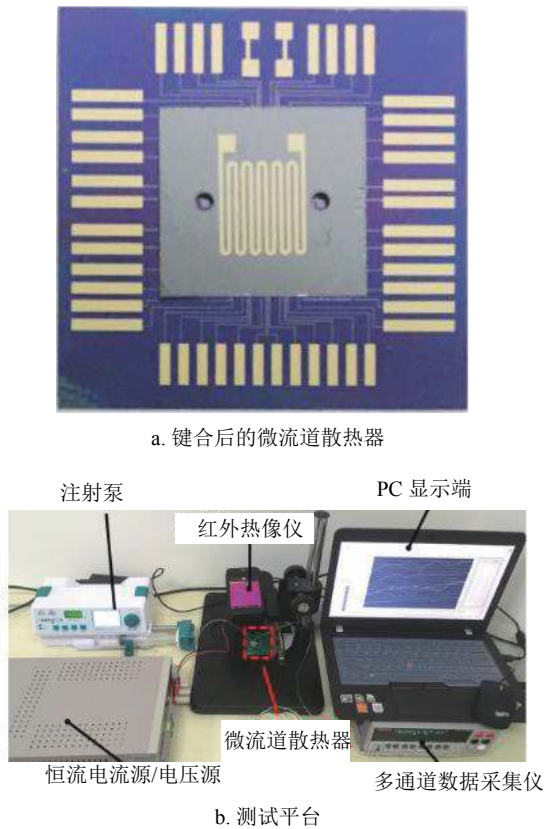 a. 键合后的微流道散热器
注射泵
PC 显示端
红外热像仪
微流道散热器
恒流电流源/电压源
多通道数据采集仪
b. 测试平台